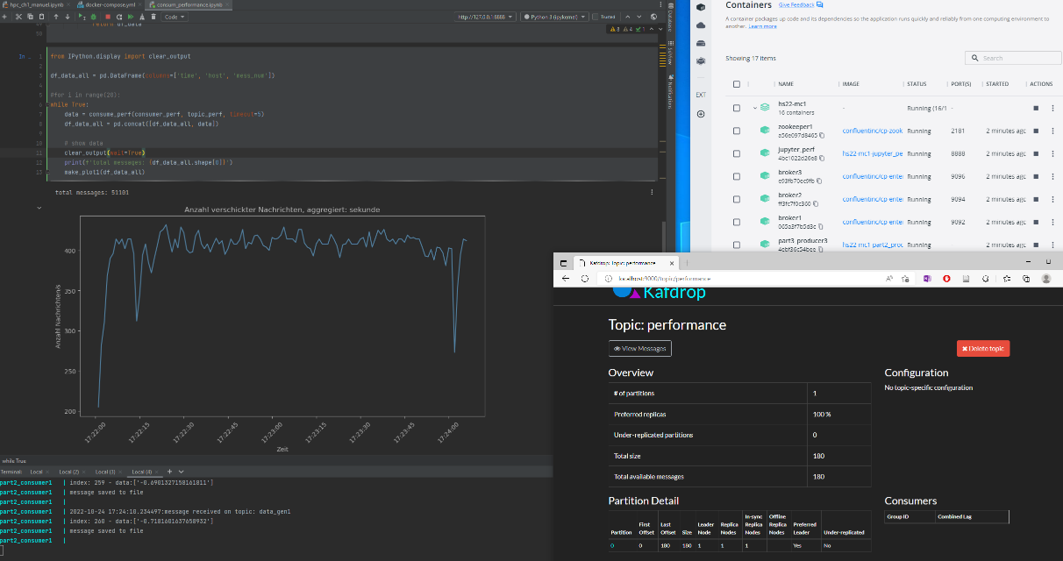 hpc_ch1_manual.ipynb
docker-compose.yml
consum_performance.ipynb
Code
http://127.0.0.1:8888
Python 3 (ipykernel)
Trusted
In
from IPython.display import clear_output
df_data_all = pd.DataFrame(columns=['time', 'host', 'mess_num'])
#for i in range(20):
while True:
data = consume_perf(consumer_perf, topic_perf, timeout=5)
df_data_all = pd.concat([df_data_all, data])
# show data
clear_output(wait=True)
print(f'total messages: {df_data_all.shape[0]}')
make_plot2(df_data_all)
total messages: 51101
Anzahl verschickter Nachrichten, aggregiert: sekunde
Anzahl Nachrichten/s
400
350
300
250
200
17:22:00
17:22:15
17:22:30
17:22:45
17:23:00
17:23:15
17:23:30
17:23:45
17:24:00
Zeit
while True
Terminal Local Local (2) Local (3) Local (4)
part2_consumer1 | index: 259 - data:['-0.6901327158161811']
part2_consumer1 | message saved to file
part2_consumer1 |
part2_consumer1 | 2022-10-24 17:24:10.234497:message received on topic: data_gen1
part2_consumer1 | index: 260 - data:['-0.7181601637658932']
part2_consumer1 | message saved to file
part2_consumer1 |
Containers Give Feedback
A container packages up code and its dependencies so the application runs quickly and reliably from one computing environment to
another. Learn more
Showing 17 items
Search
NAME IMAGE STATUS PORT(S) STARTED ACTIONS
hs22-mc1
16 containers
- Running (16/1 -
zookeeper1
confluentinc/cp-zook Running 2181 2 minutes ago
jupyter_perf
hs22-mc1-jupyter_pe Running 8888 2 minutes ago
broker3
confluentinc/cp-ente Running 9096 2 minutes ago
broker2
confluentinc/cp-ente Running 9094 2 minutes ago
broker1
confluentinc/cp-ente Running 9092 2 minutes ago
part3_producer3
hs22-mc1-part2_proc Running 2 minutes ago
EXT
Kafdrop: Topic: performance
localhost:9000/topic/performance
Kafdrop
Topic: performance
View Messages
Delete topic
Overview
# of partitions 1
Preferred replicas 100 %
Under-replicated partitions 0
Total size 180
Total available messages 180
Configuration
No topic-specific configuration
Partition Detail
Partition First Offset Last Offset Size Leader Node Replica Nodes In-sync Replica Nodes Offline Replica Nodes Preferred Leader Under-replicated
0 0 180 180 1 1 1 Yes No
Consumers
Group ID Combined Lag